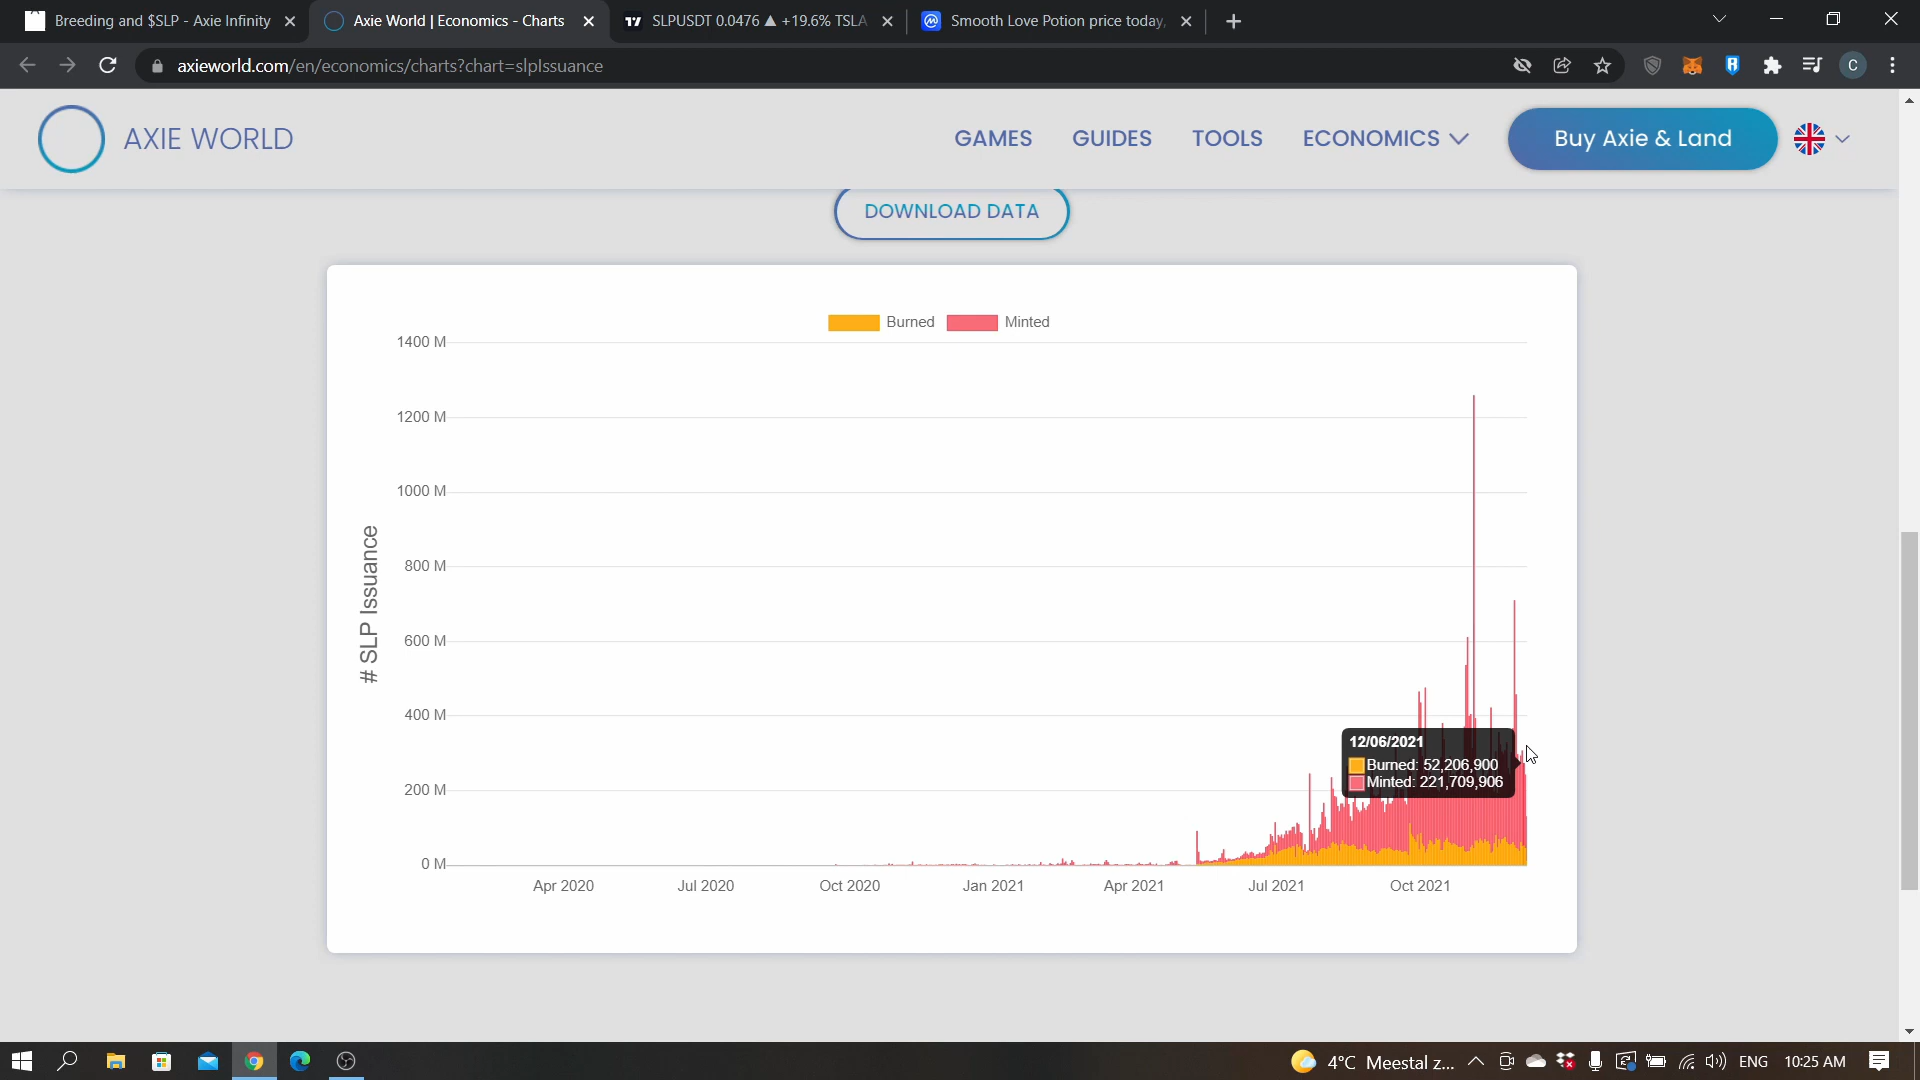 Breeding and $SLP - Axie Infinity
Axie World | Economics - Charts
SLPUSDT 0.0476 ▲ +19.6% TSLA
Smooth Love Potion price today,
axieworld.com/en/economics/charts?chart=slpIssuance
C
AXIE WORLD
GAMES
GUIDES
TOOLS
ECONOMICS
Buy Axie & Land
DOWNLOAD DATA
Burned
Minted
1400 M
1200 M
1000 M
800 M
600 M
400 M
200 M
0 M
# SLP Issuance
12/06/2021
Burned: 52,206,900
Minted: 221,709,906
Apr 2020
Jul 2020
Oct 2020
Jan 2021
Apr 2021
Jul 2021
Oct 2021
4°C Meestal z...
ENG
10:25 AM